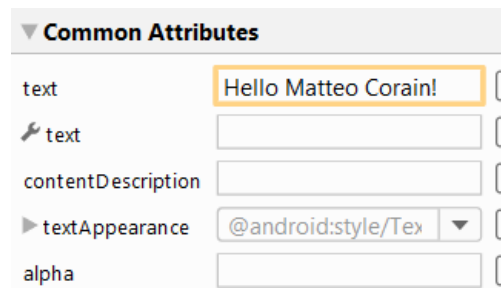 Common Attributes
text Hello Matteo Corain!
text
contentDescription
textAppearance @android:style/Tex
alpha